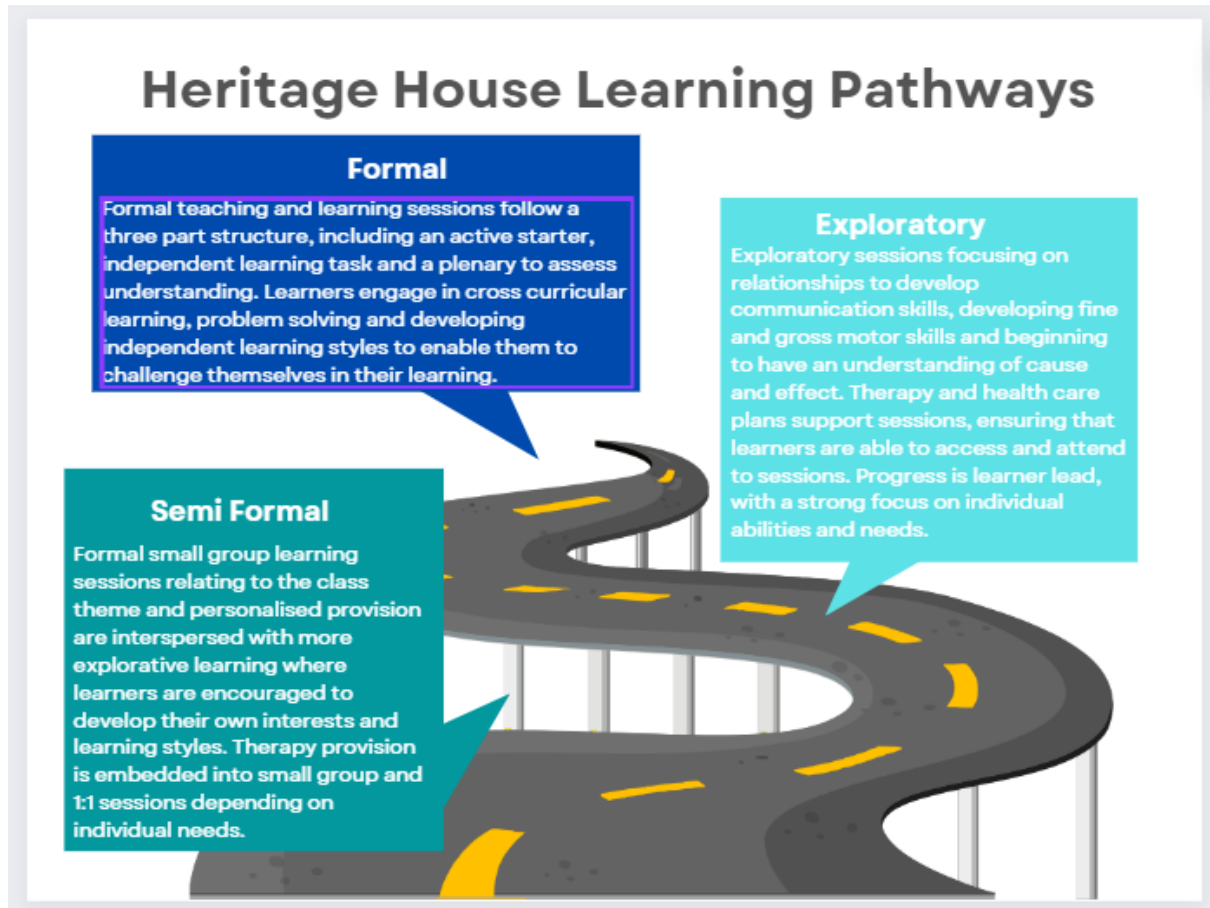 Heritage House Learning Pathways
Formal
Formal teaching and learning sessions follow a
three part structure, including an active starter,
independent learning task and a plenary to assess
understanding. Learners engage in cross curricular
learning, problem solving and developing
independent learning styles to enable them to
challenge themselves in their learning.
Exploratory
Exploratory sessions focusing on
relationships to develop
communication skills, developing fine
and gross motor skills and beginning
to have an understanding of cause
and effect. Therapy and health care
plans support sessions, ensuring that
learners are able to access and attend
to sessions. Progress is learner lead,
with a strong focus on individual
abilities and needs.
Semi Formal
Formal small group learning
sessions relating to the class
theme and personalised provision
are interspersed with more
explorative learning where
learners are encouraged to
develop their own interests and
learning styles. Therapy provision
is embedded into small group and
1:1 sessions depending on
individual needs.